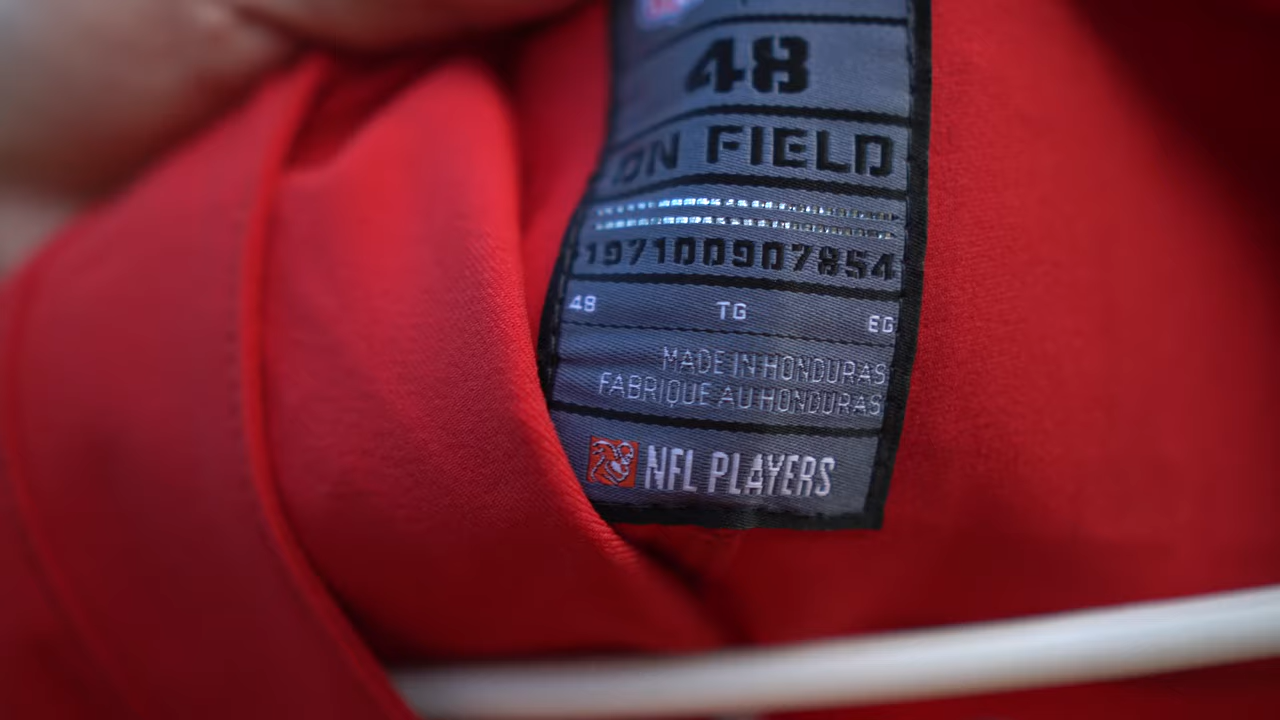 48
ON FIELD
197100907854
48 TG EG
MADE IN HONDURAS
FABRIQUE AU HONDURAS
NFL PLAYERS